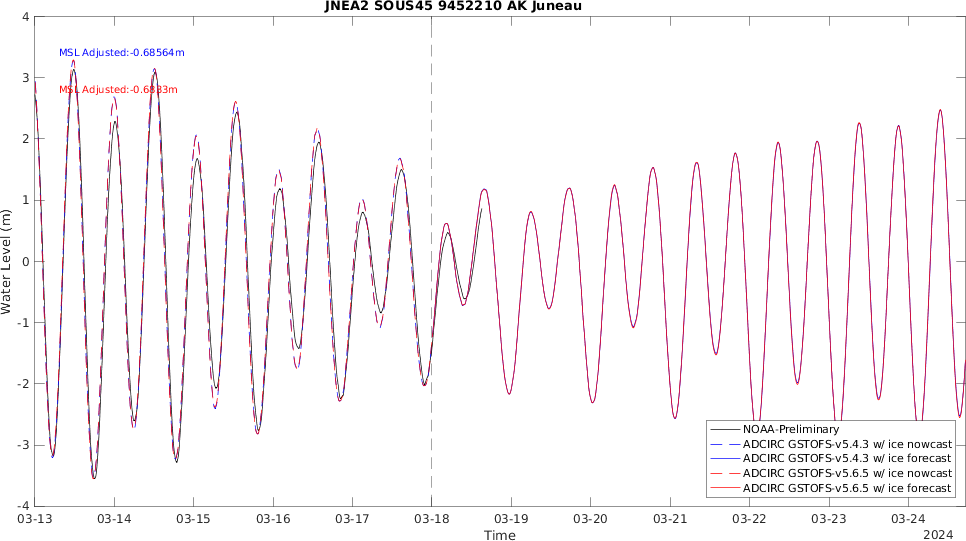 JNEA2 SOUS45 9452210 AK Juneau
MSL Adjusted:-0.68564m
MSL Adjusted:-0.6833m
4
3
2
1
0
-1
-2
-3
-4
Water Level (m)
NOAA-Preliminary
ADCIRC GSTOFS-v5.4.3 w/ ice nowcast
ADCIRC GSTOFS-v5.4.3 w/ ice forecast
ADCIRC GSTOFS-v5.6.5 w/ ice nowcast
ADCIRC GSTOFS-v5.6.5 w/ ice forecast
03-13 03-14 03-15 03-16 03-17 03-18 03-19 03-20 03-21 03-22 03-23 03-24
Time
2024